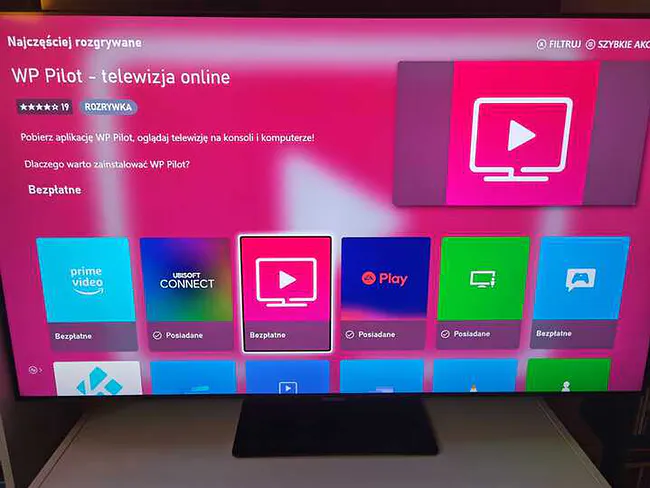 Najczęściej rozgrywane
FILTRUJ SZYBKIE AKC
WP Pilot - telewizja online
19 ROZRYWKA
Pobierz aplikację WP Pilot, oglądaj telewizję na konsoli i komputerze!
Dlaczego warto zainstalować WP Pilot?
Bezpłatne
prime video
UBISOFT CONNECT
EA Play
Bezpłatne
Posiadane
Bezpłatne
Posiadane
Posiadane
Bezpłatne